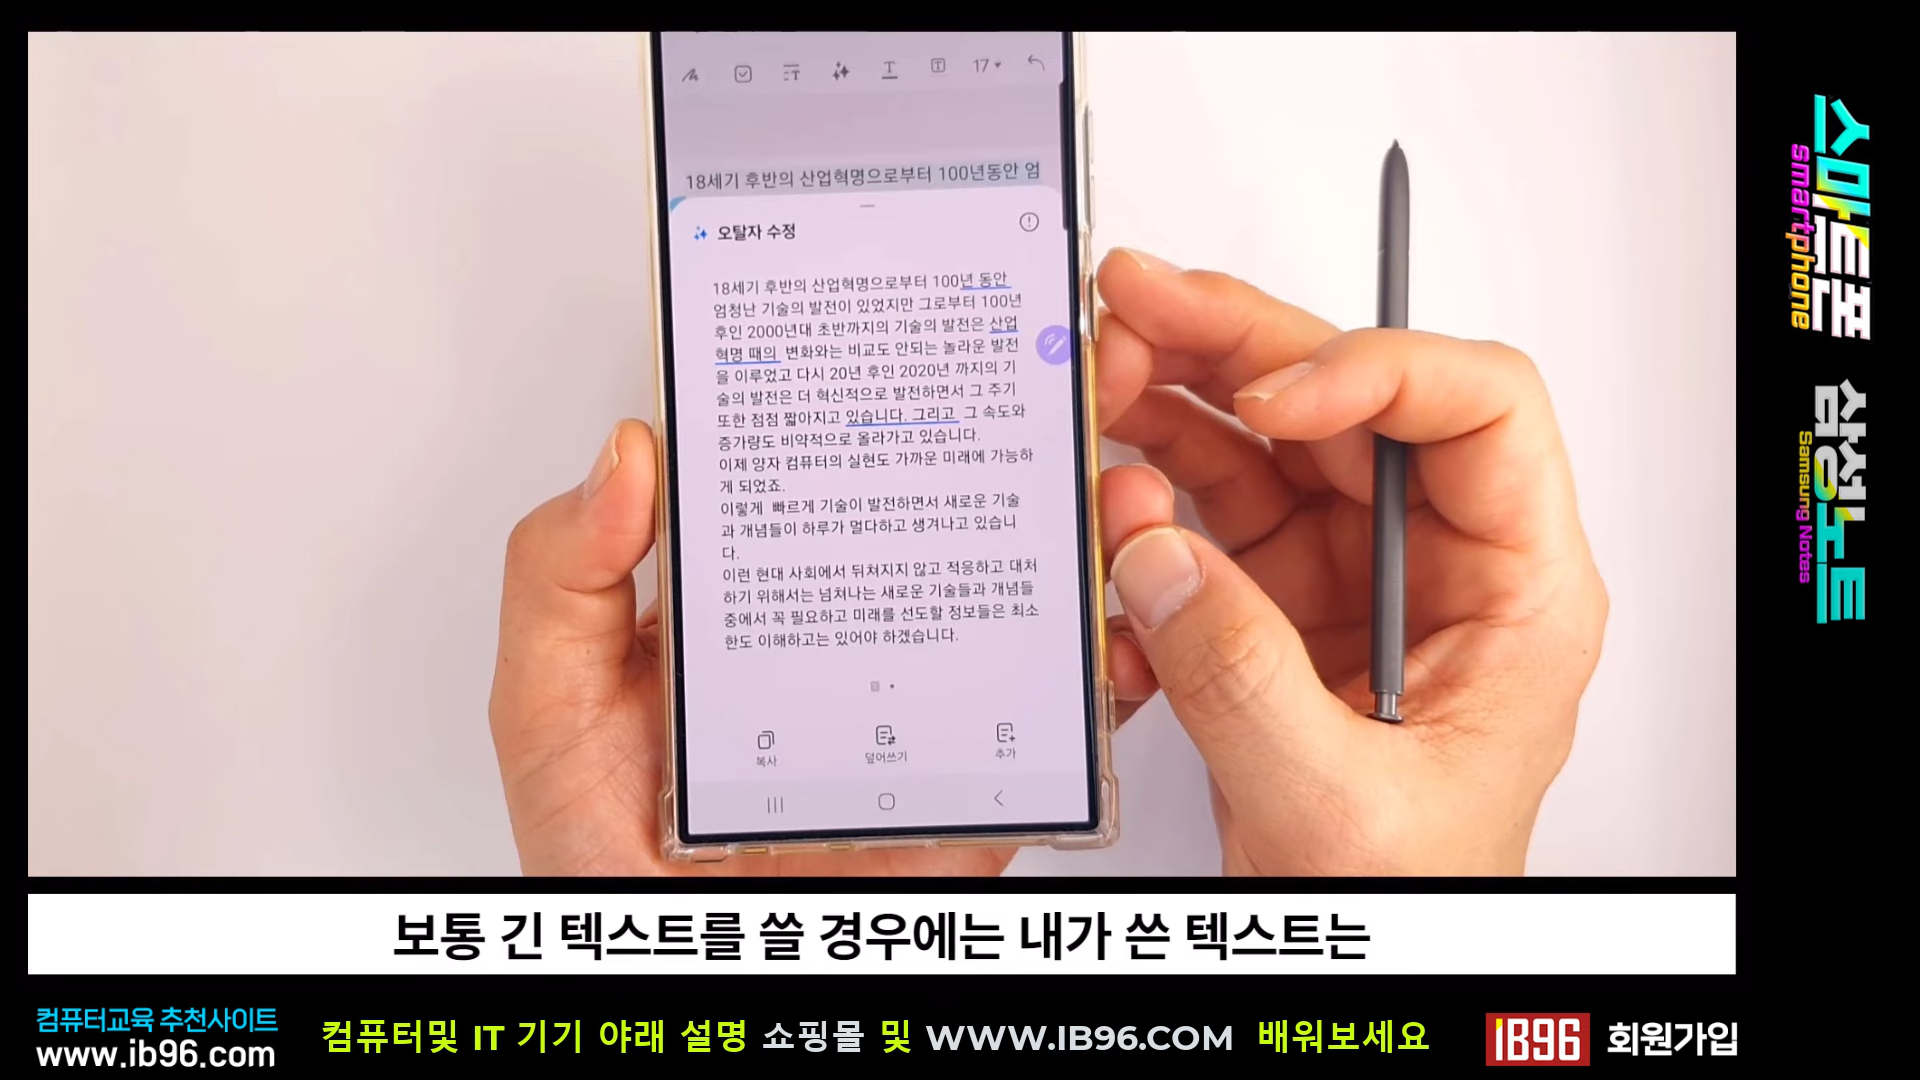 17
18세기 후반의 산업혁명으로부터 100년동안 엄
오탈자 수정
18세기 후반의 산업혁명으로부터 100년 동안
엄청난 기술의 발전이 있었지만 그로부터 100년
후인 2000년대 초반까지의 기술의 발전은 산업
혁명 때의 변화와는 비교도 안되는 놀라운 발전
을 이루었고 다시 20년 후인 2020년 까지의 기
술의 발전은 더 혁신적으로 발전하면서 그 주기
또한 점점 짧아지고 있습니다. 그리고 그 속도와
증가량도 비약적으로 올라가고 있습니다.
이제 양자 컴퓨터의 실현도 가까운 미래에 가능하
게 되었죠.
이렇게 빠르게 기술이 발전하면서 새로운 기술
과 개념들이 하루가 멀다하고 생겨나고 있습니
다.
이런 현대 사회에서 뒤쳐지지 않고 적응하고 대처
하기 위해서는 넘쳐나는 새로운 기술들과 개념들
중에서 꼭 필요하고 미래를 선도할 정보들은 최소
한도 이해하고는 있어야 하겠습니다.
복사
덮어쓰기
추가
스마트폰
smartphone
삼성노트
Samsung Notes
보통 긴 텍스트를 쓸 경우에는 내가 쓴 텍스트는
컴퓨터교육 추천사이트
www.ib96.com
컴퓨터및 IT 기기 야래 설명 쇼핑몰 및 WWW.IB96.COM 배워보세요
IB96 회원가입